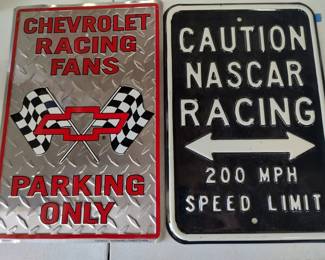 CHEVROLET
RACING
FANS
PARKING
ONLY
CAUTION
NASCAR
RACING
200 MPH
SPEED LIMIT